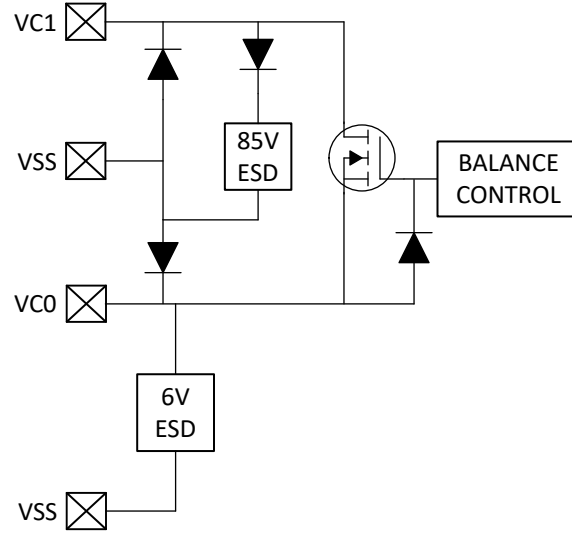 VC1
85V
ESD
VSS
BALANCE
CONTROL
VC0
6V
ESD
VSS